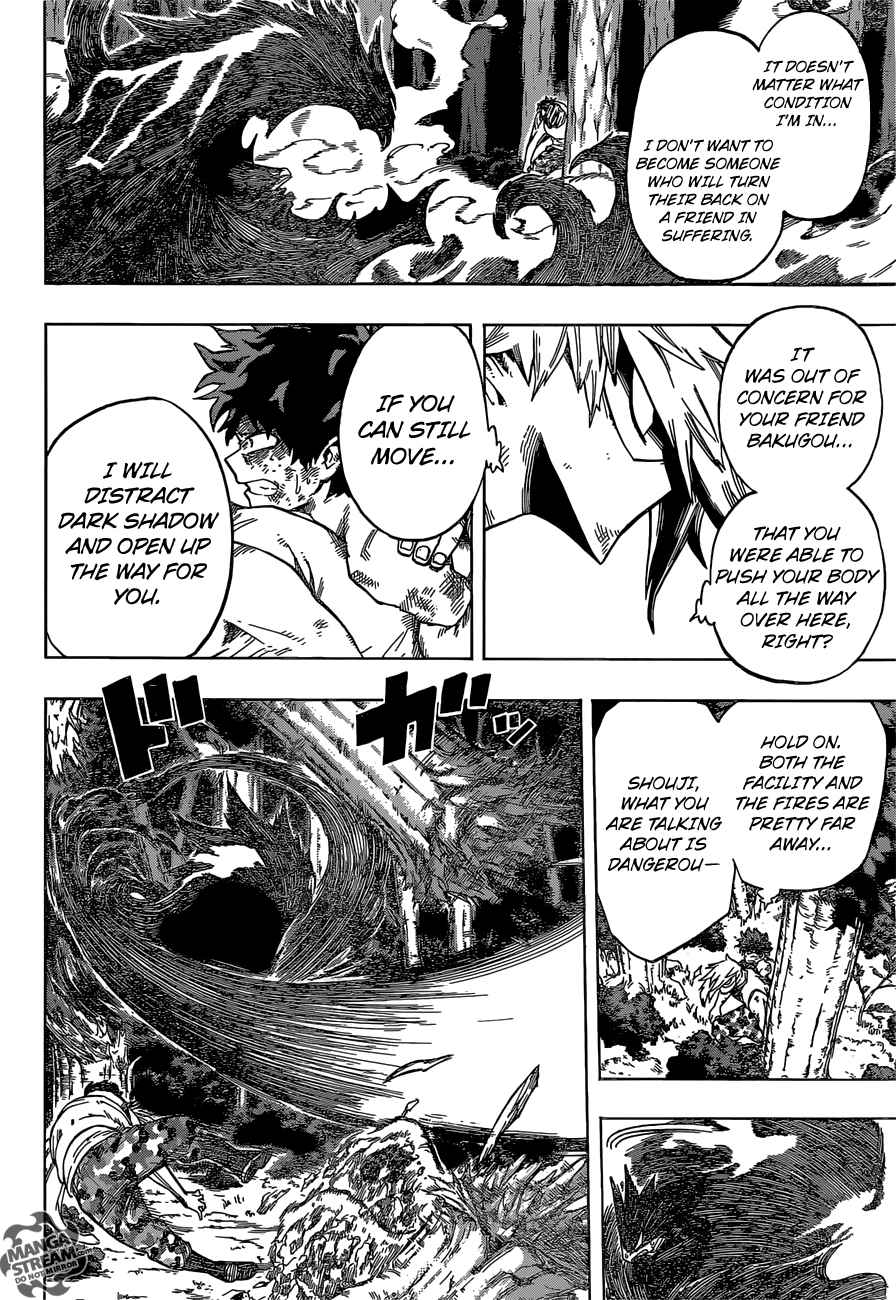 IT DOESN'T
MATTER WHAT
CONDITION
I'M IN...
I DON'T WANT TO
BECOME SOMEONE
WHO WILL TURN
THEIR BACK ON
A FRIEND IN
SUFFERING.
IT
WAS OUT OF
CONCERN FOR
YOUR FRIEND
BAKUGOU...
THAT YOU
WERE ABLE TO
PUSH YOUR BODY
ALL THE WAY
OVER HERE,
RIGHT?
IF YOU
CAN STILL
MOVE...
I WILL
DISTRACT
DARK SHADOW
AND OPEN UP
THE WAY FOR
YOU.
HOLD ON.
BOTH THE
FACILITY AND
THE FIRES ARE
PRETTY FAR
AWAY...
SHOUJI,
WHAT YOU
ARE TALKING
ABOUT IS
DANGEROU—
ドガッ
MANGA
STREAM.com
DO NOT MIRROR!